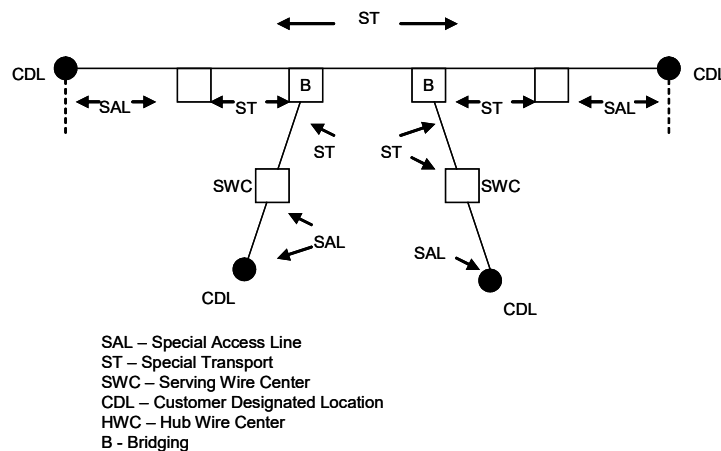 ST
CDL
CDL
B
B
SAL
ST
ST
SAL
ST
ST
SWC
SWC
SAL
SAL
CDL
CDL
SAL – Special Access Line
ST – Special Transport
SWC – Serving Wire Center
CDL – Customer Designated Location
HWC – Hub Wire Center
B - Bridging